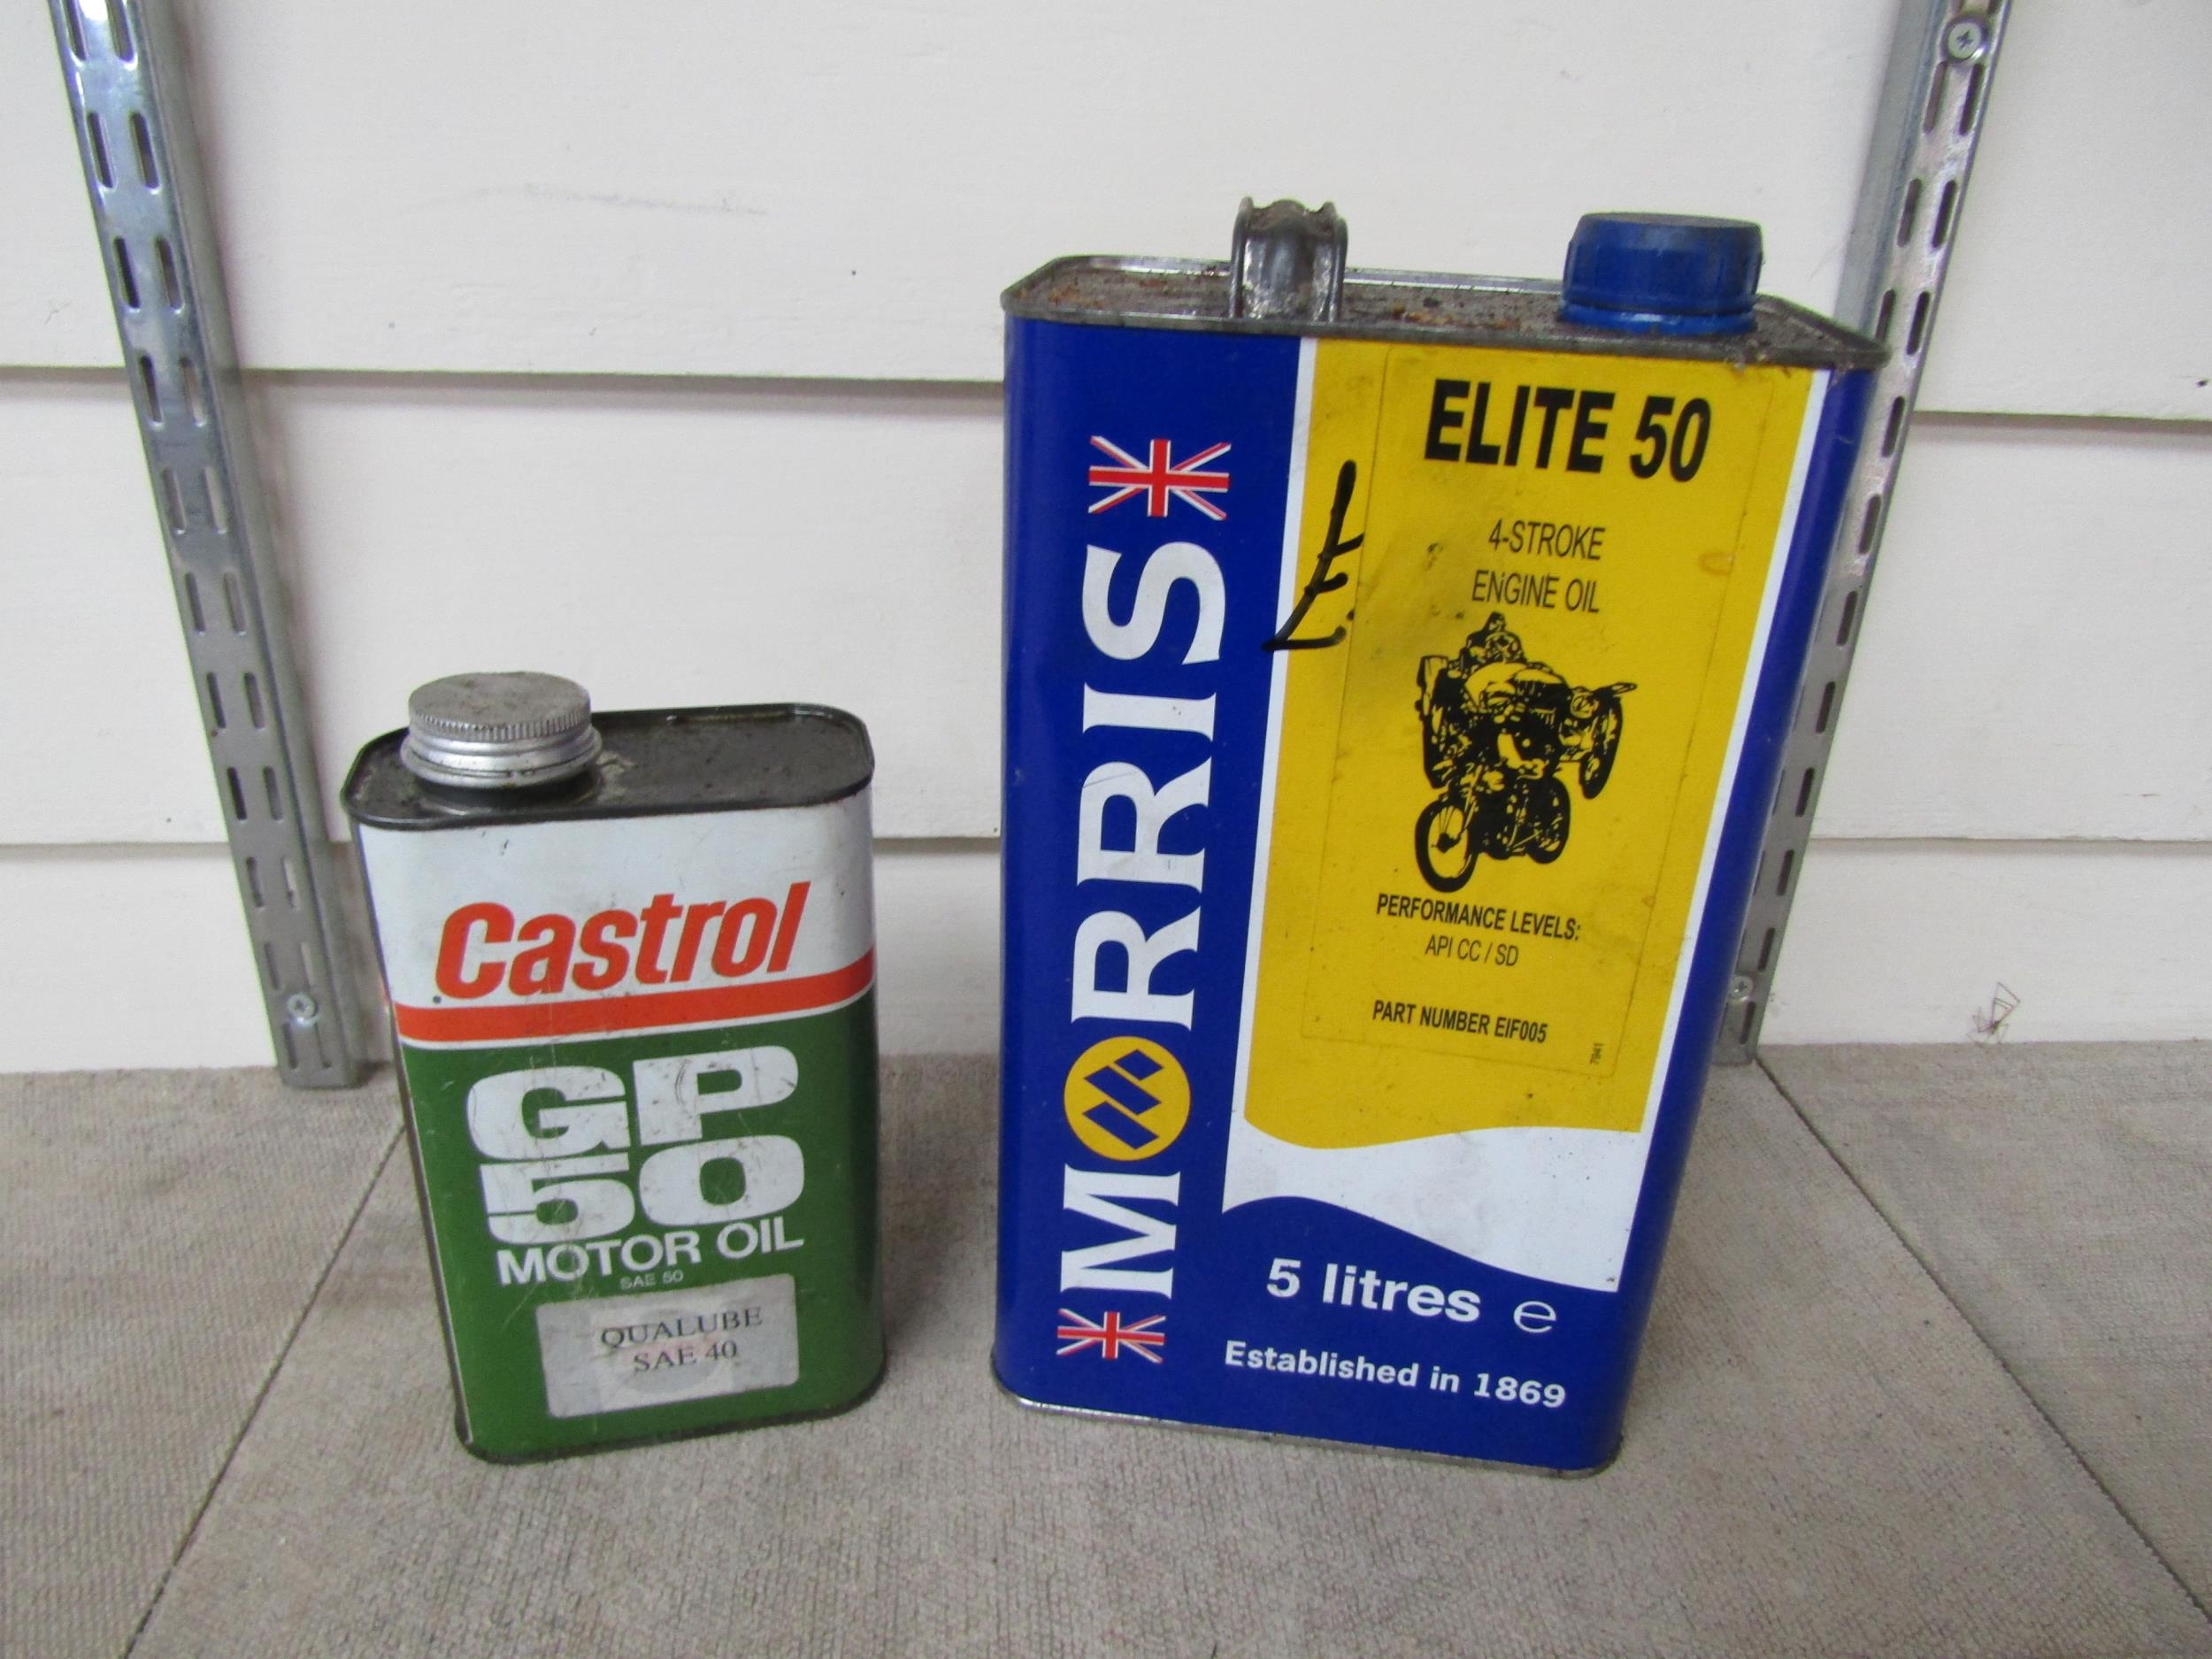 Castrol
GP
50
MOTOR OIL
SAE 50
QUALUBE
SAE 40
MORRIS
ELITE 50
4-STROKE
ENGINE OIL
PERFORMANCE LEVELS:
API CC / SD
PART NUMBER EIF005
7941
5 litres e
Established in 1869